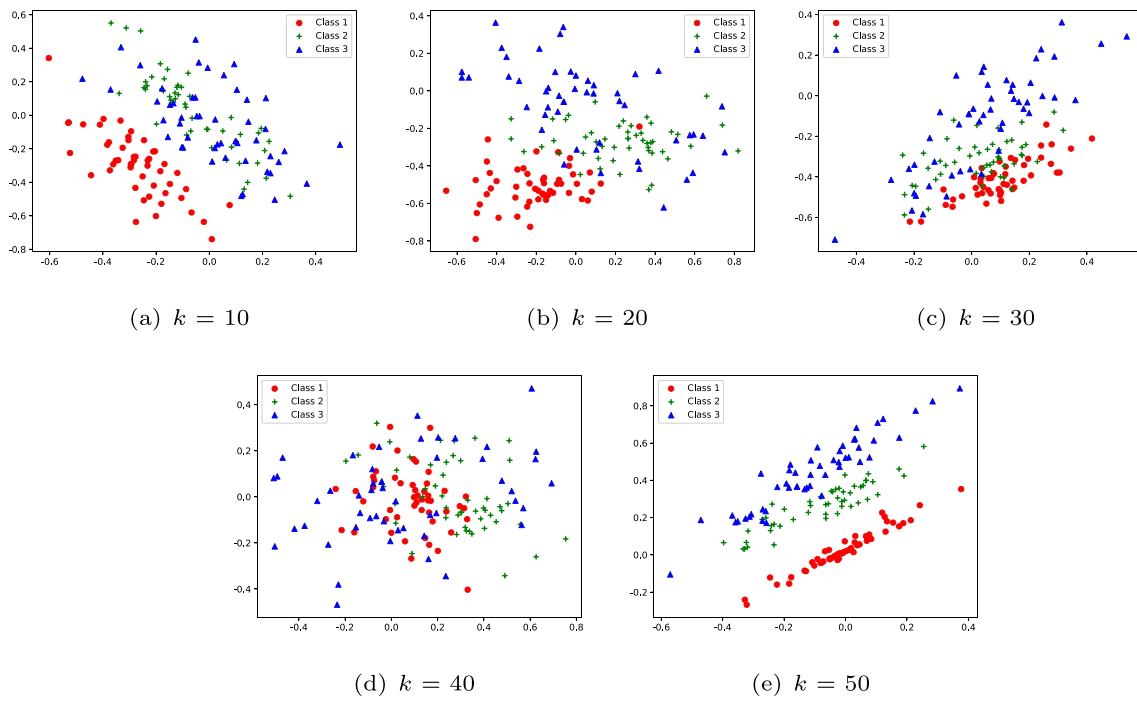 Class 1
Class 2
Class 3
0.6
0.4
0.2
0.0
-0.2
-0.4
-0.6
-0.8
-0.6 -0.4 -0.2 0.0 0.2 0.4
(a) k = 10
Class 1
Class 2
Class 3
0.4
0.2
0.0
-0.2
-0.4
-0.6
-0.8
-0.6 -0.4 -0.2 0.0 0.2 0.4 0.6 0.8
(b) k = 20
Class 1
Class 2
Class 3
0.4
0.2
0.0
-0.2
-0.4
-0.6
-0.4 -0.2 0.0 0.2 0.4
(c) k = 30
Class 1
Class 2
Class 3
0.4
0.2
0.0
-0.2
-0.4
-0.4 -0.2 0.0 0.2 0.4 0.6 0.8
(d) k = 40
Class 1
Class 2
Class 3
0.8
0.6
0.4
0.2
0.0
-0.2
-0.6 -0.4 -0.2 0.0 0.2 0.4
(e) k = 50